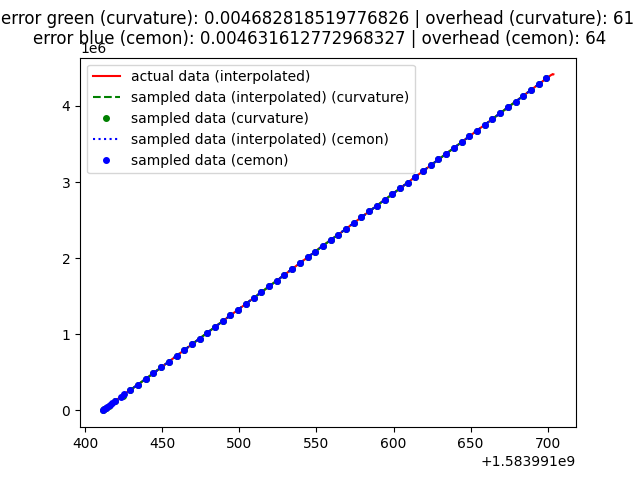 error green (curvature): 0.004682818519776826 | overhead (curvature): 61
error blue (cemon): 0.004631612772968327 | overhead (cemon): 64
1e6
actual data (interpolated)
sampled data (interpolated) (curvature)
sampled data (curvature)
sampled data (interpolated) (cemon)
sampled data (cemon)
4
3
2
1
0
400 450 500 550 600 650 700
+1.583991e9